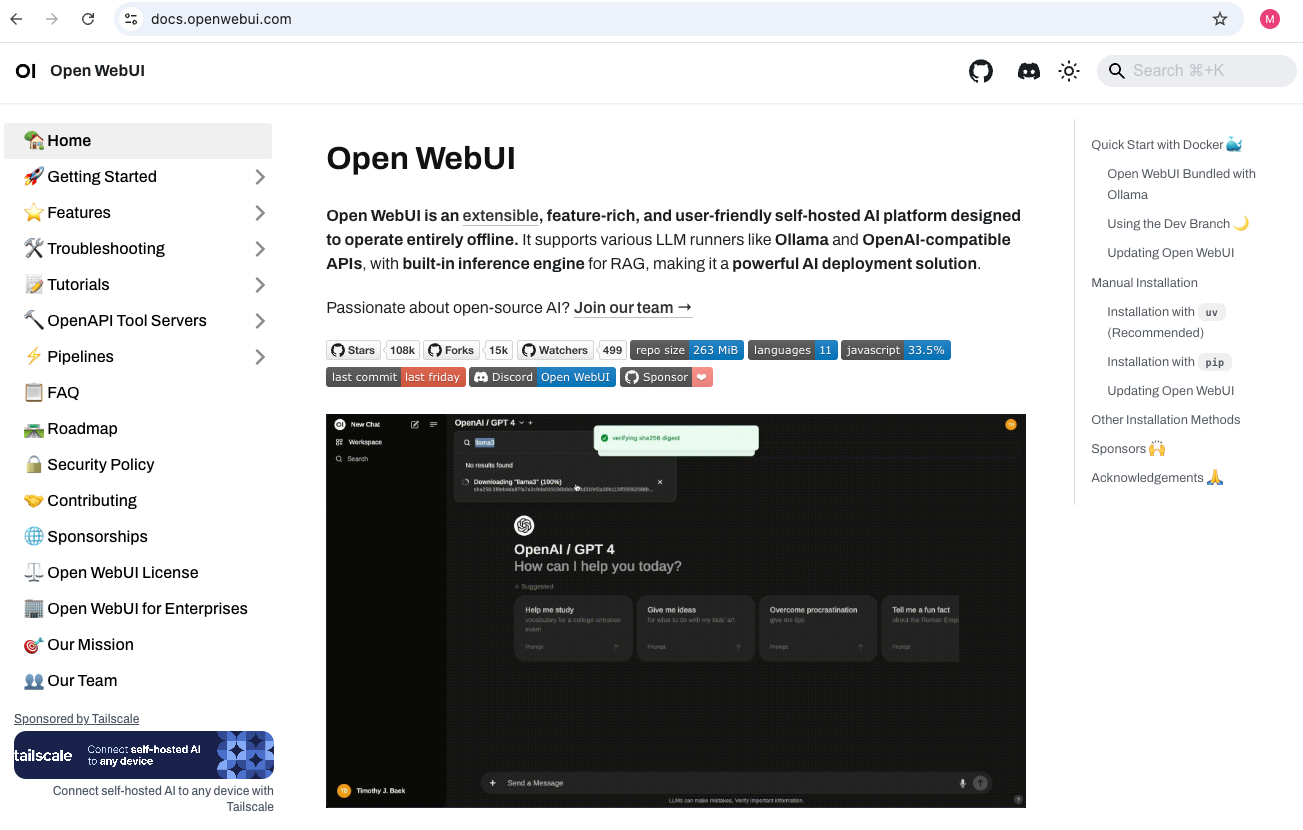 docs.openwebui.com
M
OI Open WebUI
Search ⌘+K
Home
Getting Started
Features
Troubleshooting
Tutorials
OpenAPI Tool Servers
Pipelines
FAQ
Roadmap
Security Policy
Contributing
Sponsorships
Open WebUI License
Open WebUI for Enterprises
Our Mission
Our Team
Sponsored by Tailscale
tailscale
Connect self-hosted AI
to any device
Connect self-hosted AI to any device with
Tailscale
Open WebUI
Open WebUI is an extensible, feature-rich, and user-friendly self-hosted AI platform designed
to operate entirely offline. It supports various LLM runners like Ollama and OpenAI-compatible
APIs, with built-in inference engine for RAG, making it a powerful AI deployment solution.
Passionate about open-source AI? Join our team →
Stars 108k Forks 15k Watchers 499 repo size 263 MiB languages 11 javascript 33.5%
last commit last friday Discord Open WebUI Sponsor
OI New Chat
Workspace
Search
OpenAI / GPT 4
llama3
verifying sha256 digest
No results found
Downloading "llama3" (100%)
OpenAI / GPT 4
How can I help you today?
Suggested
Help me study
vocabulary for a college entrance
exam
Prompt
Give me ideas
for what to do with my kids' art
Prompt
Overcome procrastination
give me tips
Prompt
Tell me a fun fact
about the Roman Emp
Prompt
Timothy J. Baek
Send a Message
LLMs can make mistakes. Verify important information.
Quick Start with Docker
Open WebUI Bundled with
Ollama
Using the Dev Branch
Updating Open WebUI
Manual Installation
Installation with uv
(Recommended)
Installation with pip
Updating Open WebUI
Other Installation Methods
Sponsors
Acknowledgements